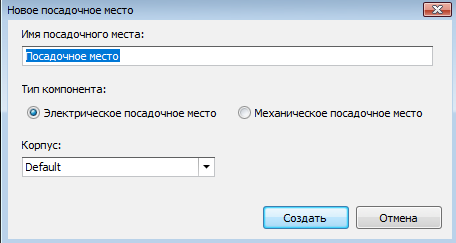 Новое посадочное место
Имя посадочного места:
Посадочное место
Тип компонента:
Электрическое посадочное место Механическое посадочное место
Корпус:
Default
Создать Отмена